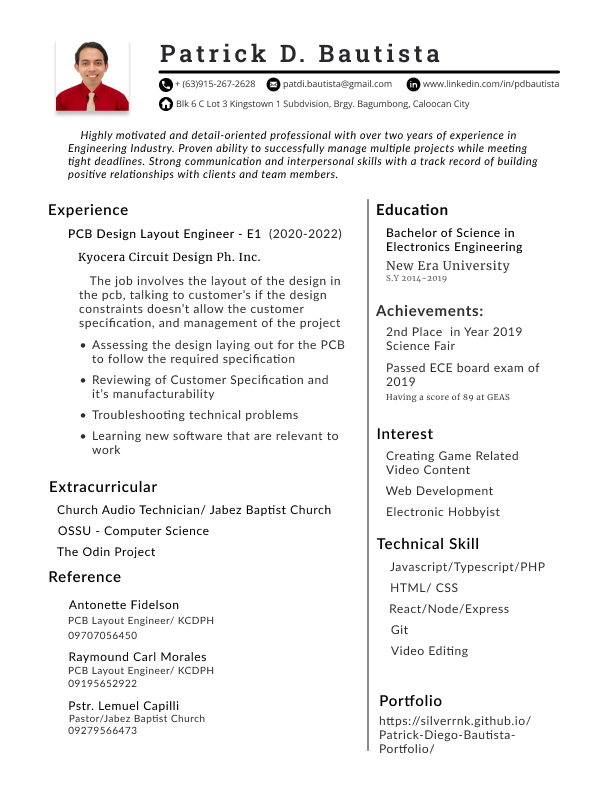 Patrick D. Bautista
+ (63)915-267-2628 patdi.bautista@gmail.com www.linkedin.com/in/pdbautista
Blk 6 C Lot 3 Kingstown 1 Subdvision, Brgy. Bagumbong, Caloocan City
Highly motivated and detail-oriented professional with over two years of experience in
Engineering Industry. Proven ability to successfully manage multiple projects while meeting
tight deadlines. Strong communication and interpersonal skills with a track record of building
positive relationships with clients and team members.
Experience
PCB Design Layout Engineer - E1 (2020-2022)
Kyocera Circuit Design Ph. Inc.
The job involves the layout of the design in
the pcb, talking to customer's if the design
constraints doesn't allow the customer
specification, and management of the project
• Assessing the design laying out for the PCB
to follow the required specification
• Reviewing of Customer Specification and
it's manufacturability
• Troubleshooting technical problems
• Learning new software that are relevant to
work
Extracurricular
Church Audio Technician/ Jabez Baptist Church
OSSU - Computer Science
The Odin Project
Reference
Antonette Fidelson
PCB Layout Engineer/ KCDPH
09707056450
Raymound Carl Morales
PCB Layout Engineer/ KCDPH
09195652922
Pstr. Lemuel Capilli
Pastor/Jabez Baptist Church
09279566473
Education
Bachelor of Science in
Electronics Engineering
New Era University
S.Y 2014-2019
Achievements:
2nd Place in Year 2019
Science Fair
Passed ECE board exam of
2019
Having a score of 89 at GEAS
Interest
Creating Game Related
Video Content
Web Development
Electronic Hobbyist
Technical Skill
Javascript/Typescript/PHP
HTML/ CSS
React/Node/Express
Git
Video Editing
Portfolio
https://silverrnk.github.io/
Patrick-Diego-Bautista-
Portfolio/